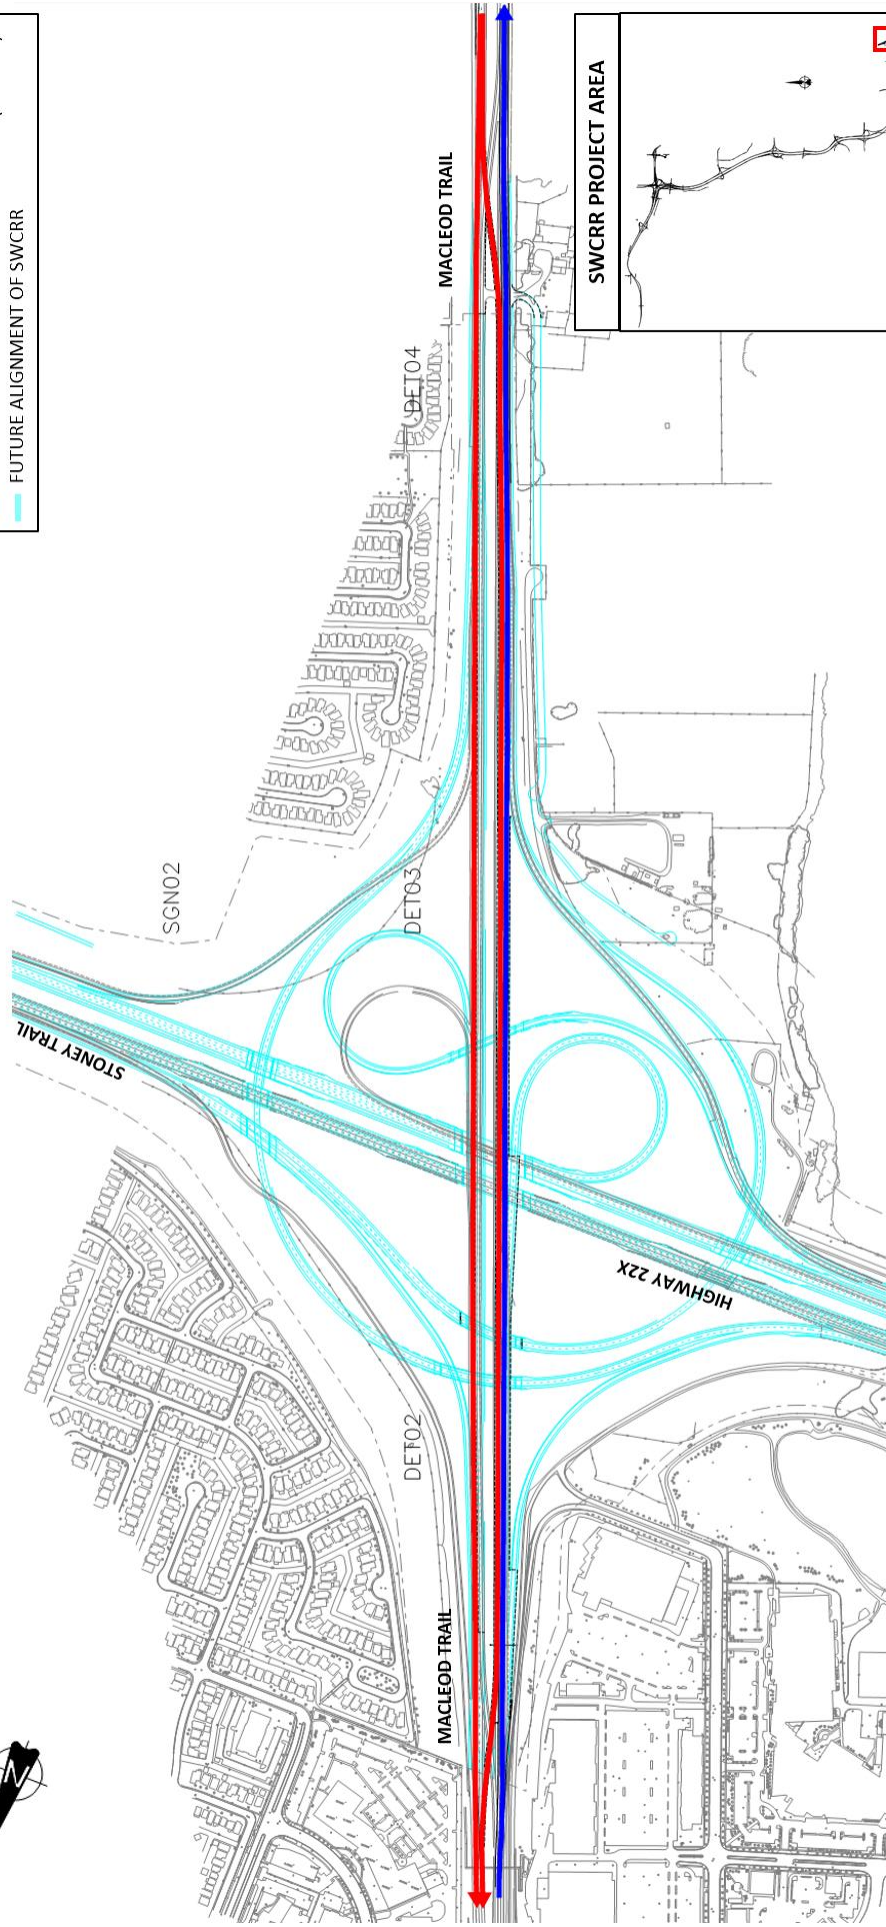 FUTURE ALIGNMENT OF SWCRR
SWCRR PROJECT AREA
MACLEOD TRAIL
DET04
SGN02
DET03
STONEY TRAIL
HIGHWAY 22X
DET02
MACLEOD TRAIL
N